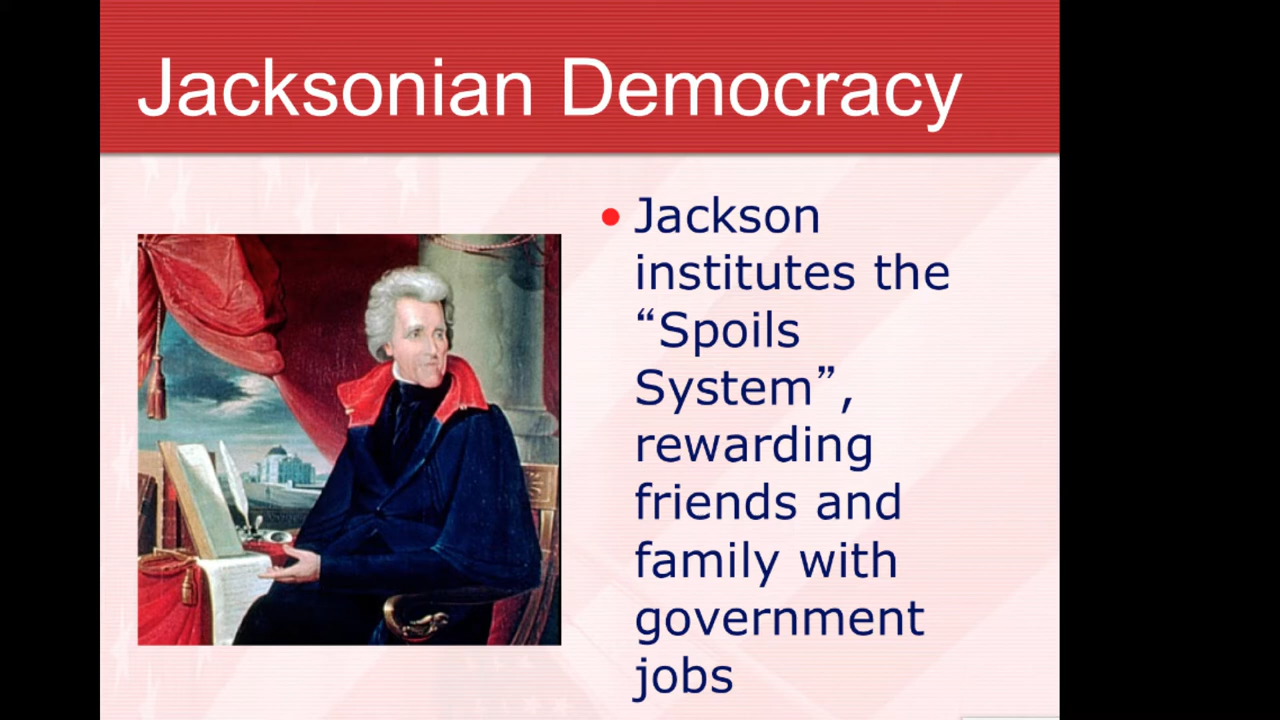 Jacksonian Democracy
Jackson
institutes the
“Spoils
System”,
rewarding
friends and
family with
government
jobs